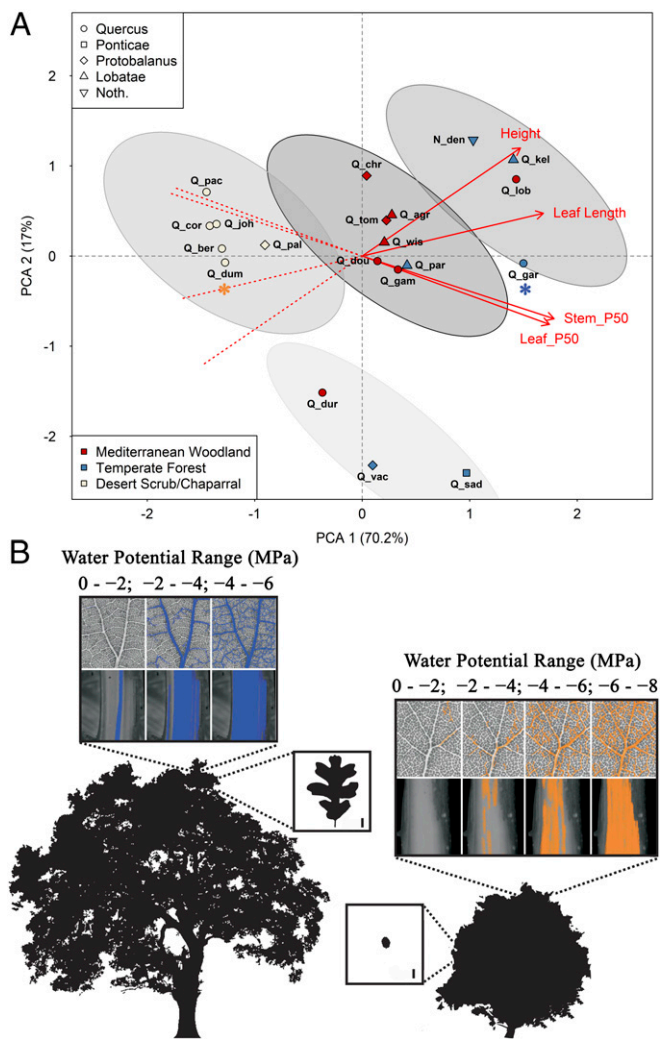 A
Quercus
Ponticae
Protobalanus
Lobatae
Noth.
2
1
0
-1
-2
PCA 2 (17%)
N_den
Height
Q_kel
Q_lob
Q_chr
Q_pac
Q_agr
Leaf Length
Q_tom
Q_cor
Q_joh
Q_wis
Q_ber
Q_pal
Q_dou
Q_par
Q_gar
Q_dum
*
Q_gam
*
Stem_P50
Leaf_P50
Q_dur
Q_vac
Q_sad
Mediterranean Woodland
Temperate Forest
Desert Scrub/Chaparral
-2 -1 0 1 2
PCA 1 (70.2%)
B
Water Potential Range (MPa)
0 - −2; −2 - −4; −4 - −6
Water Potential Range (MPa)
0 - −2; −2 - −4; −4 - −6; −6 - −8